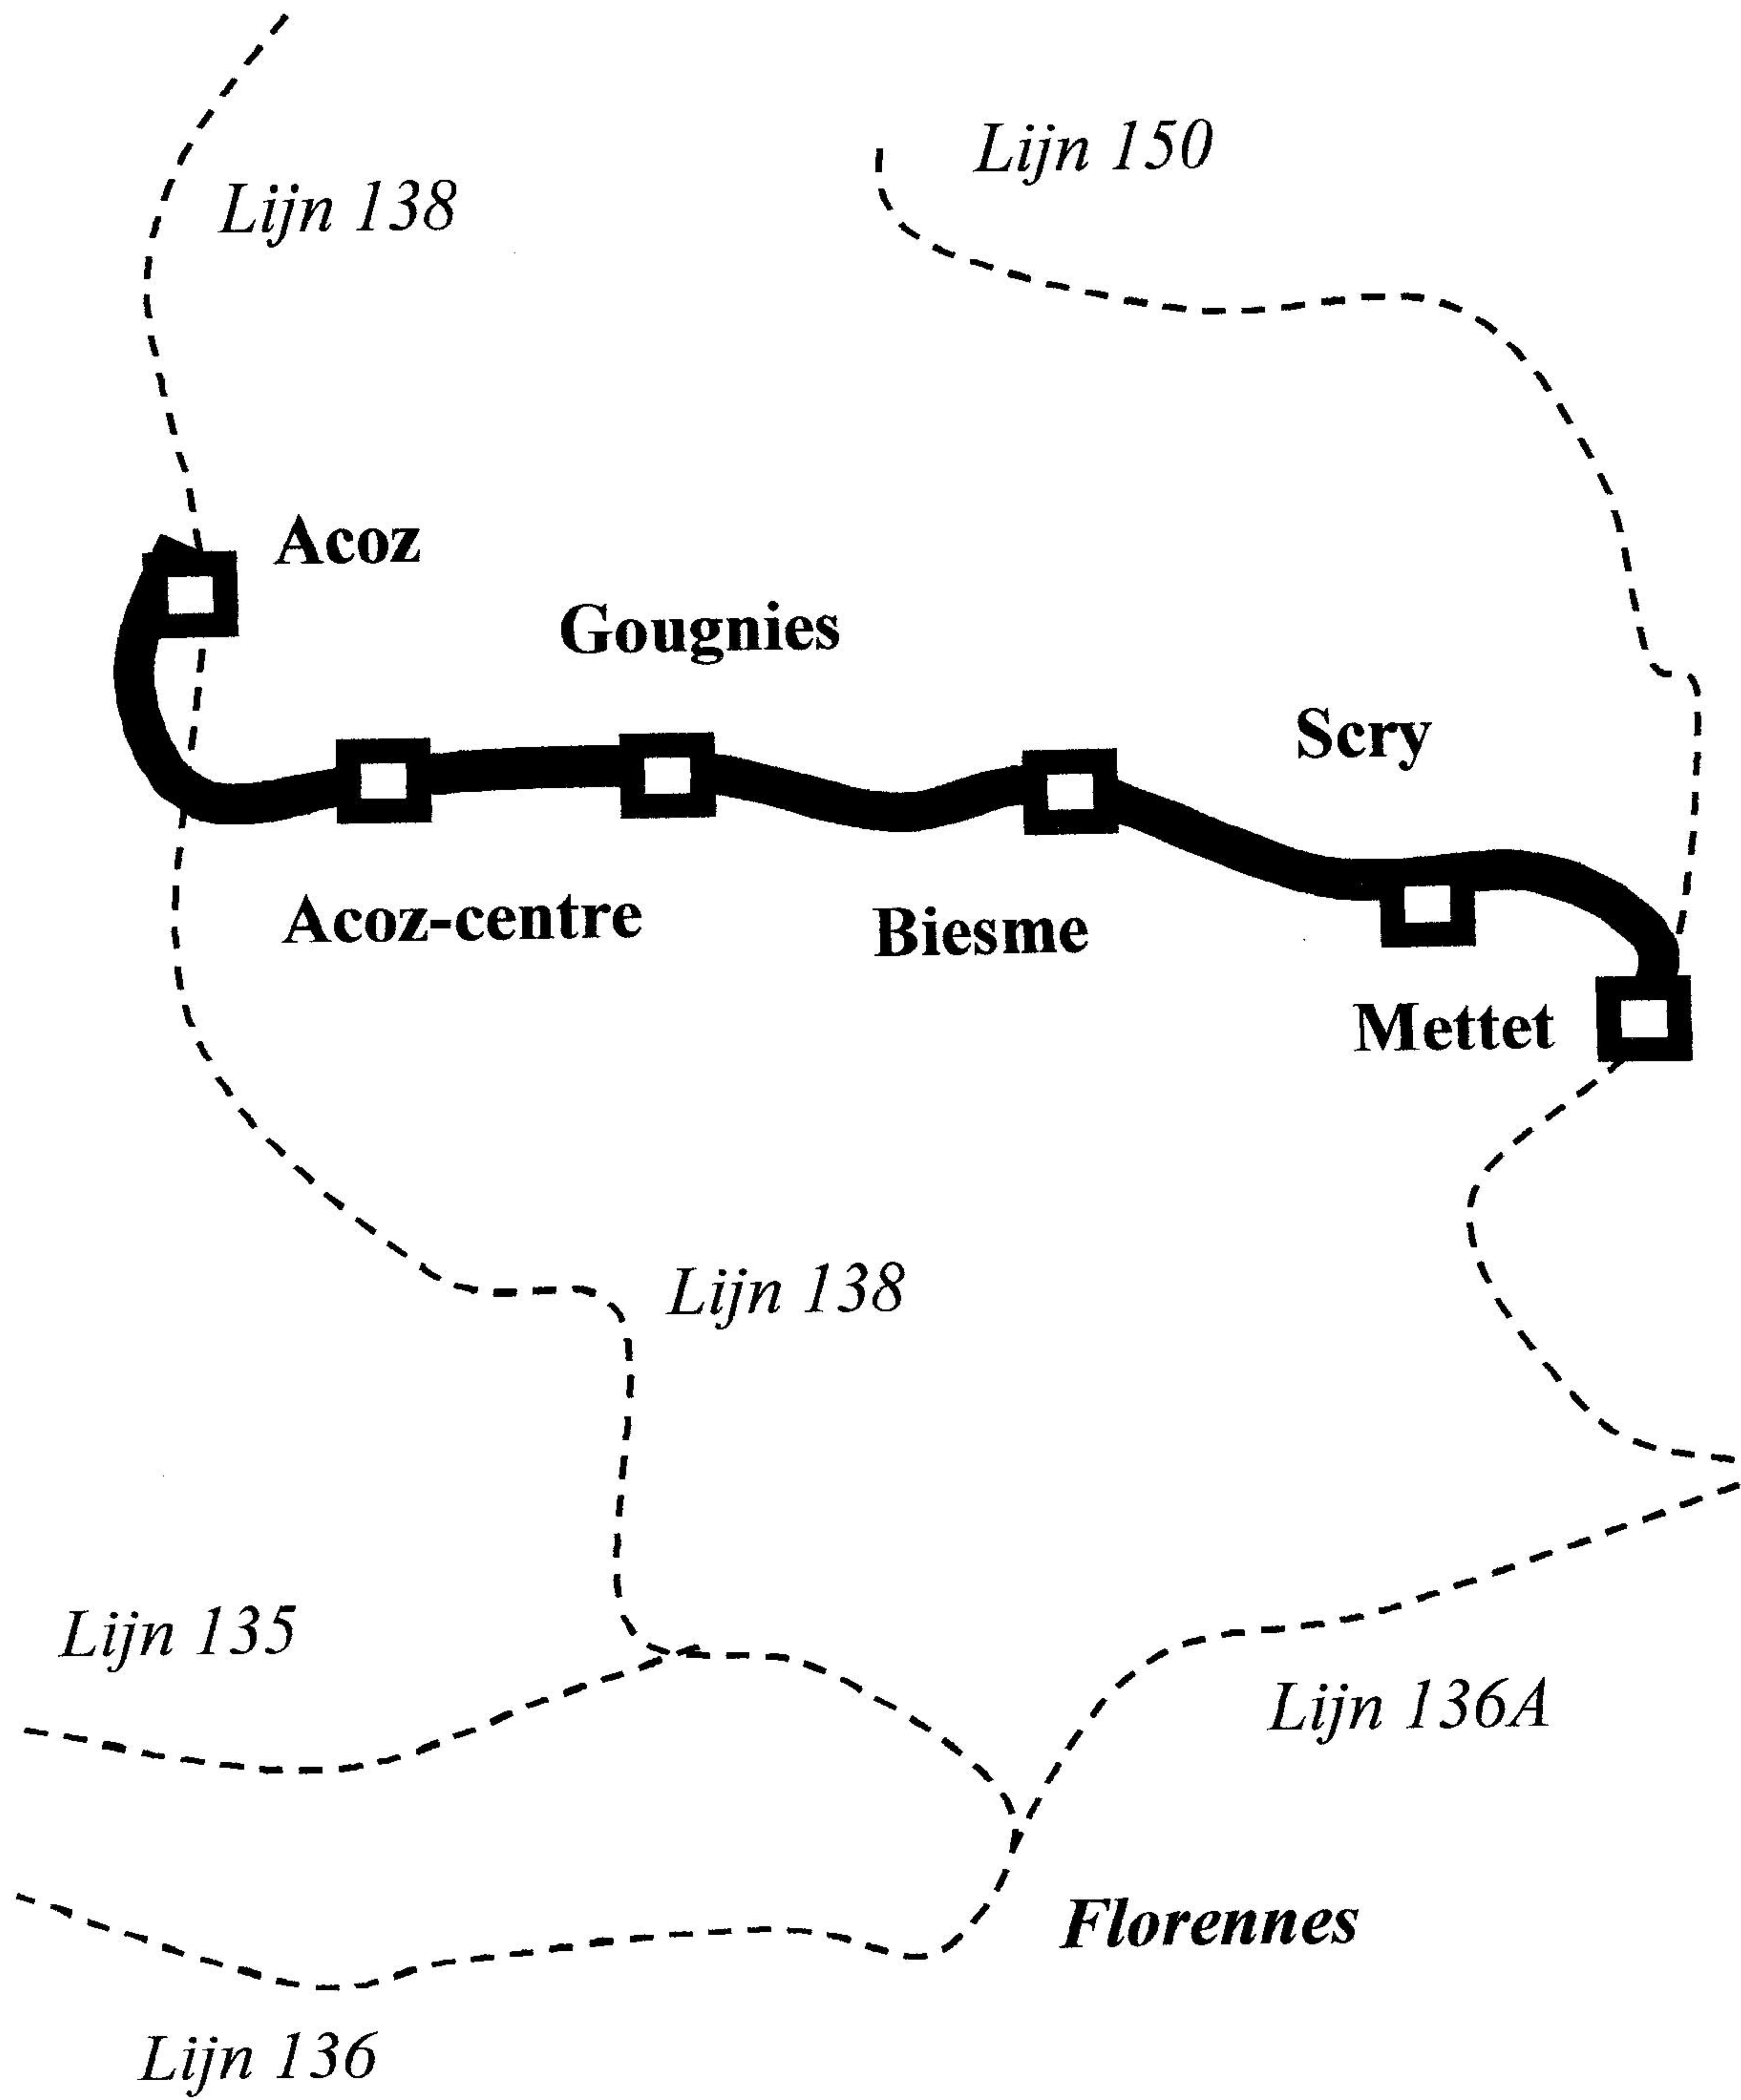 Lijn 150
Lijn 138
Acoz
Gougnies
Scry
Acoz-centre
Biesme
Mettet
Lijn 138
Lijn 135
Lijn 136A
Florennes
Lijn 136